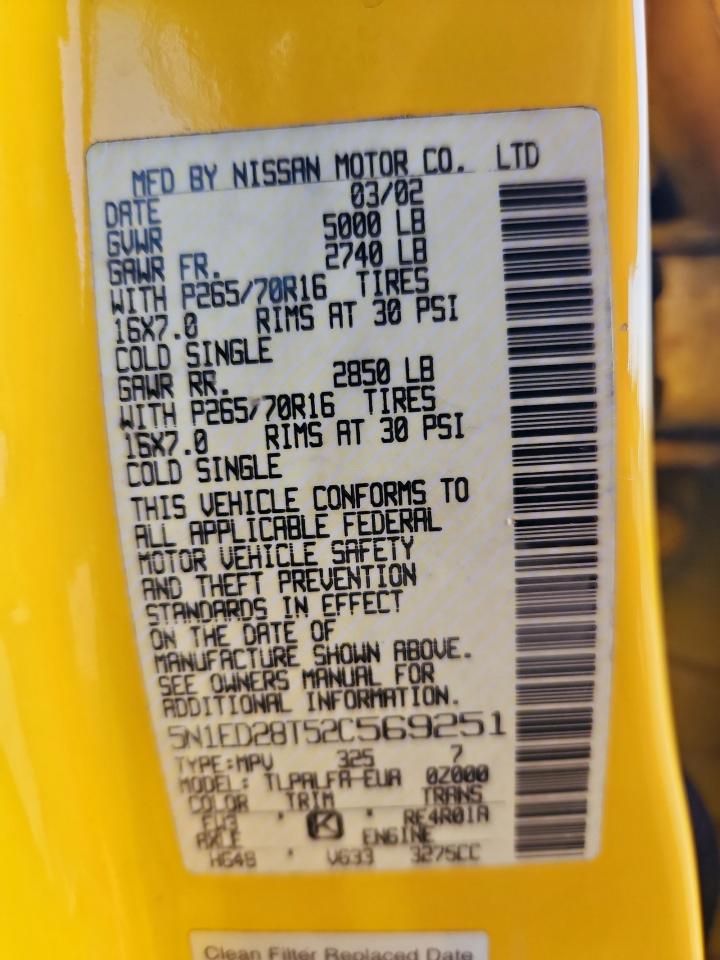 MFD BY NISSAN MOTOR CO. LTD
DATE 03/02
GVWR 5000 LB
GAWR FR. 2740 LB
WITH P265/70R16 TIRES
16X7.0 RIMS AT 30 PSI
COLD SINGLE
GAWR RR. 2850 LB
WITH P265/70R16 TIRES
16X7.0 RIMS AT 30 PSI
COLD SINGLE
THIS VEHICLE CONFORMS TO
ALL APPLICABLE FEDERAL
MOTOR VEHICLE SAFETY
AND THEFT PREVENTION
STANDARDS IN EFFECT
ON THE DATE OF
MANUFACTURE SHOWN ABOVE.
SEE OWNERS MANUAL FOR
ADDITIONAL INFORMATION.
5N1ED28T52C569251
TYPE:MPV 325 7
MODEL: TLPALFA-EUA 0Z000
COLOR TRIM TRANS
K RE4R01A
AXLE ENGINE
H648 VG33 3275CC
Clean Filter Replaced Date